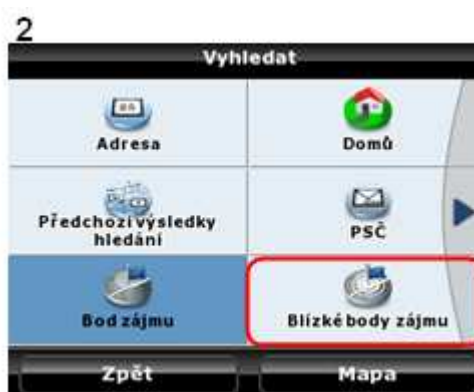 2
Vyhledat
Adresa
Domů
Předchozí výsledky
hledání
PSČ
Bod zájmu
Blízké body zájmu
Zpět
Mapa